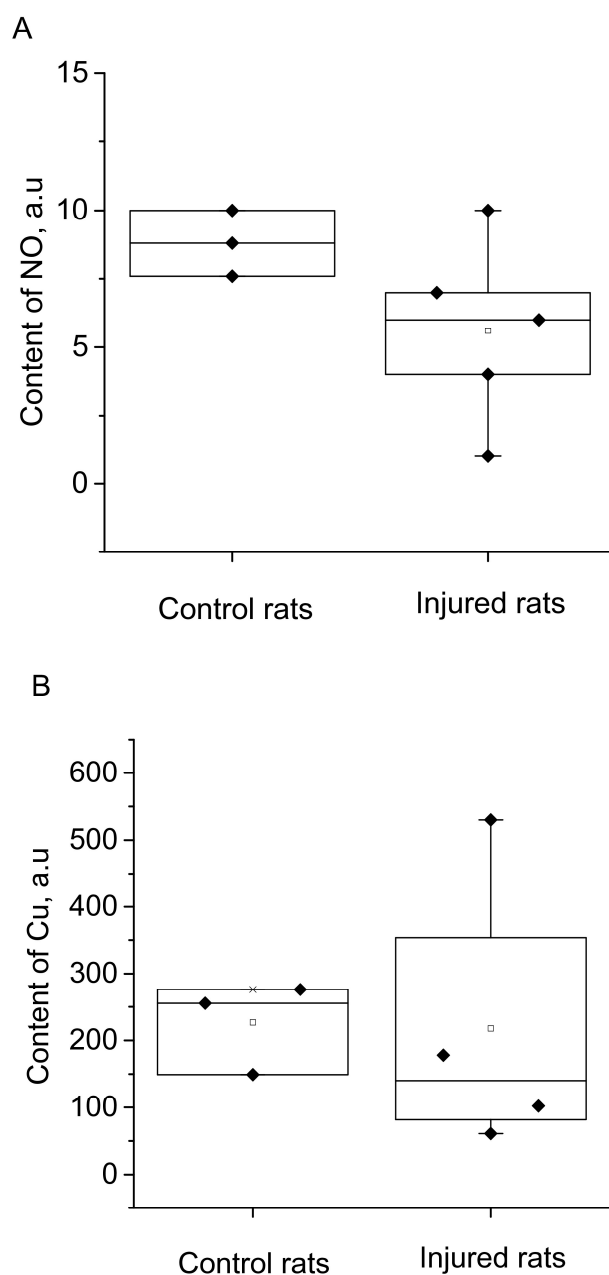 A
15
10
5
0
Content of NO, a.u
Control rats
Injured rats
B
600
500
400
300
200
100
0
Content of Cu, a.u
Control rats
Injured rats